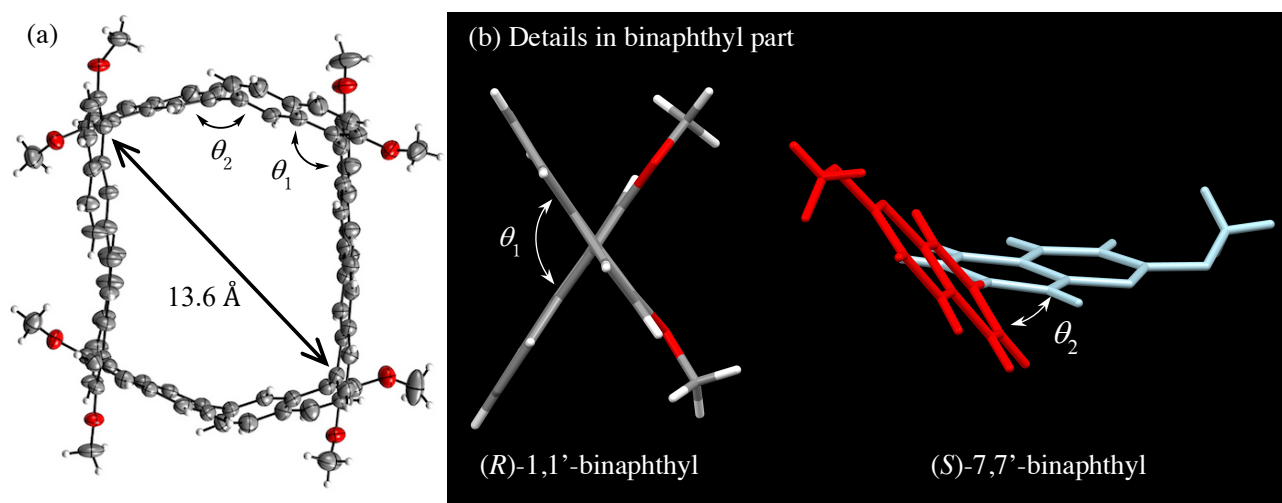 (a)
θ2
θ1
13.6 Å
(b) Details in binaphthyl part
θ1
θ2
(R)-1,1’-binaphthyl
(S)-7,7’-binaphthyl